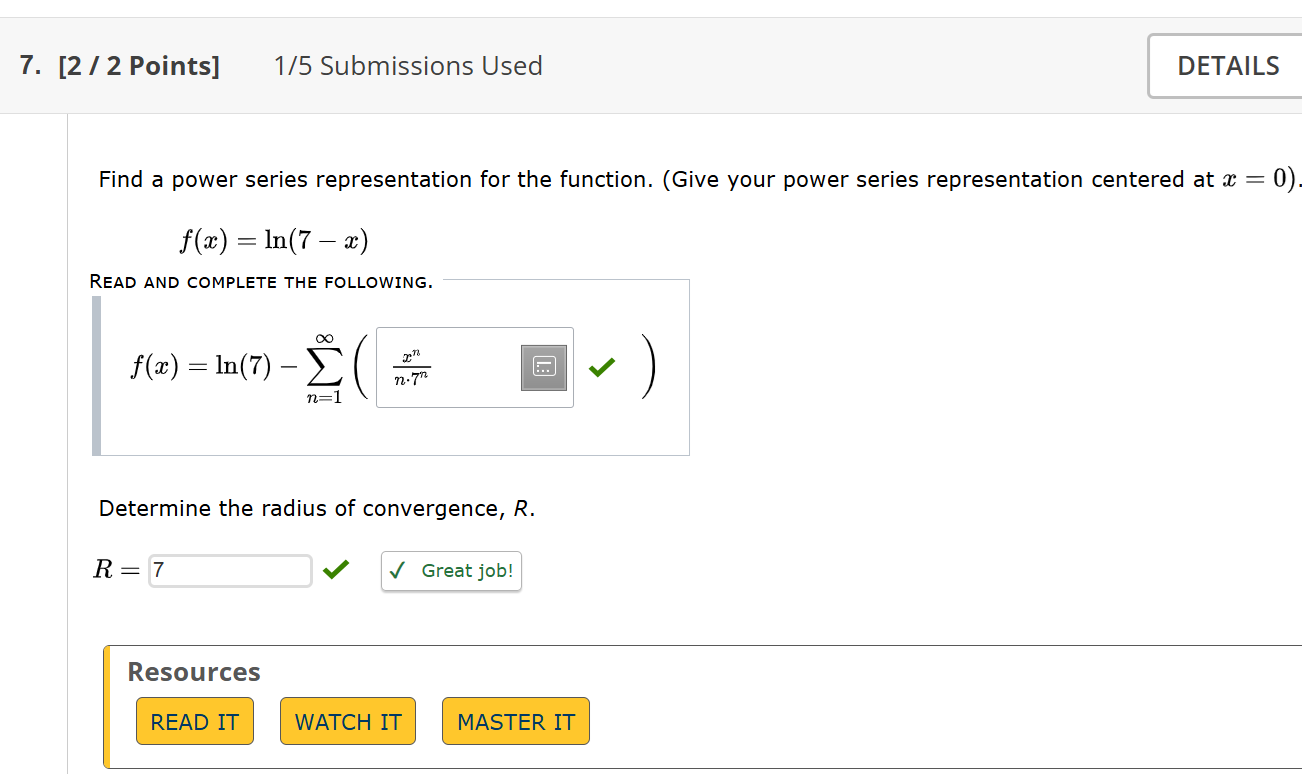 7. [2 / 2 Points] 1/5 Submissions Used DETAILS
Find a power series representation for the function. (Give your power series representation centered at x = 0).
f(x) = ln(7 − x)
READ AND COMPLETE THE FOLLOWING.
f(x) = ln(7) − ∑_{n=1}^{∞} ( x^n / n·7^n ✓ )
Determine the radius of convergence, R.
R = 7 ✓ ✓ Great job!
Resources
READ IT WATCH IT MASTER IT